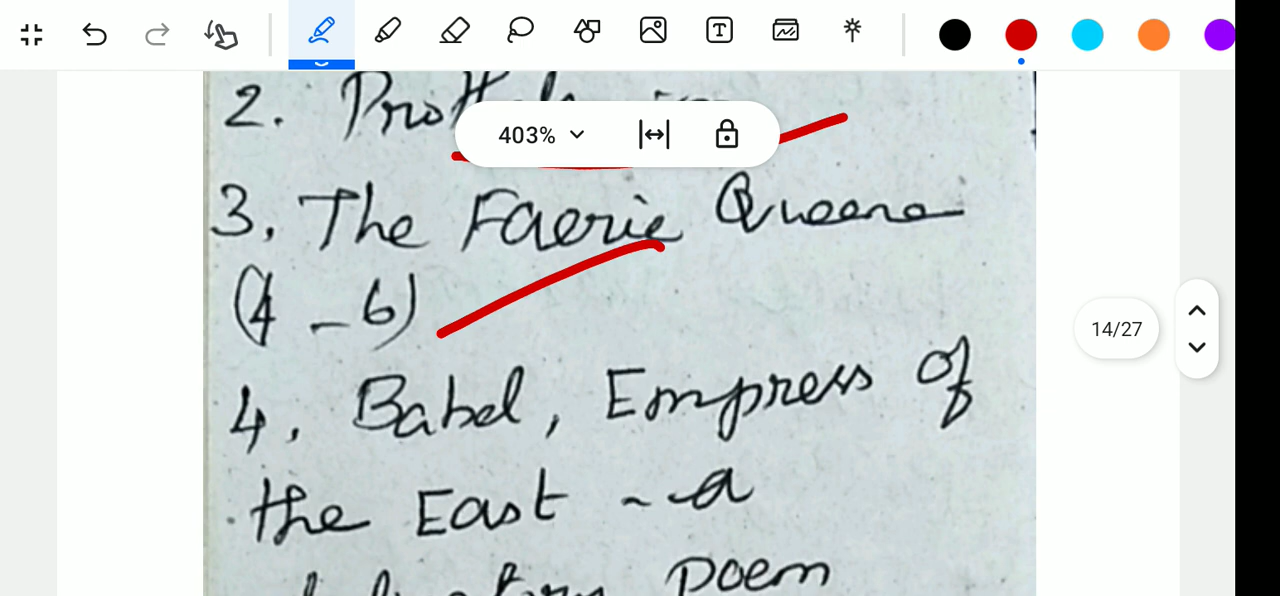 403%
2.
3. The Faerie Queene
(4 - 6)
14/27
4. Babel, Empress of
the East - a
Poem